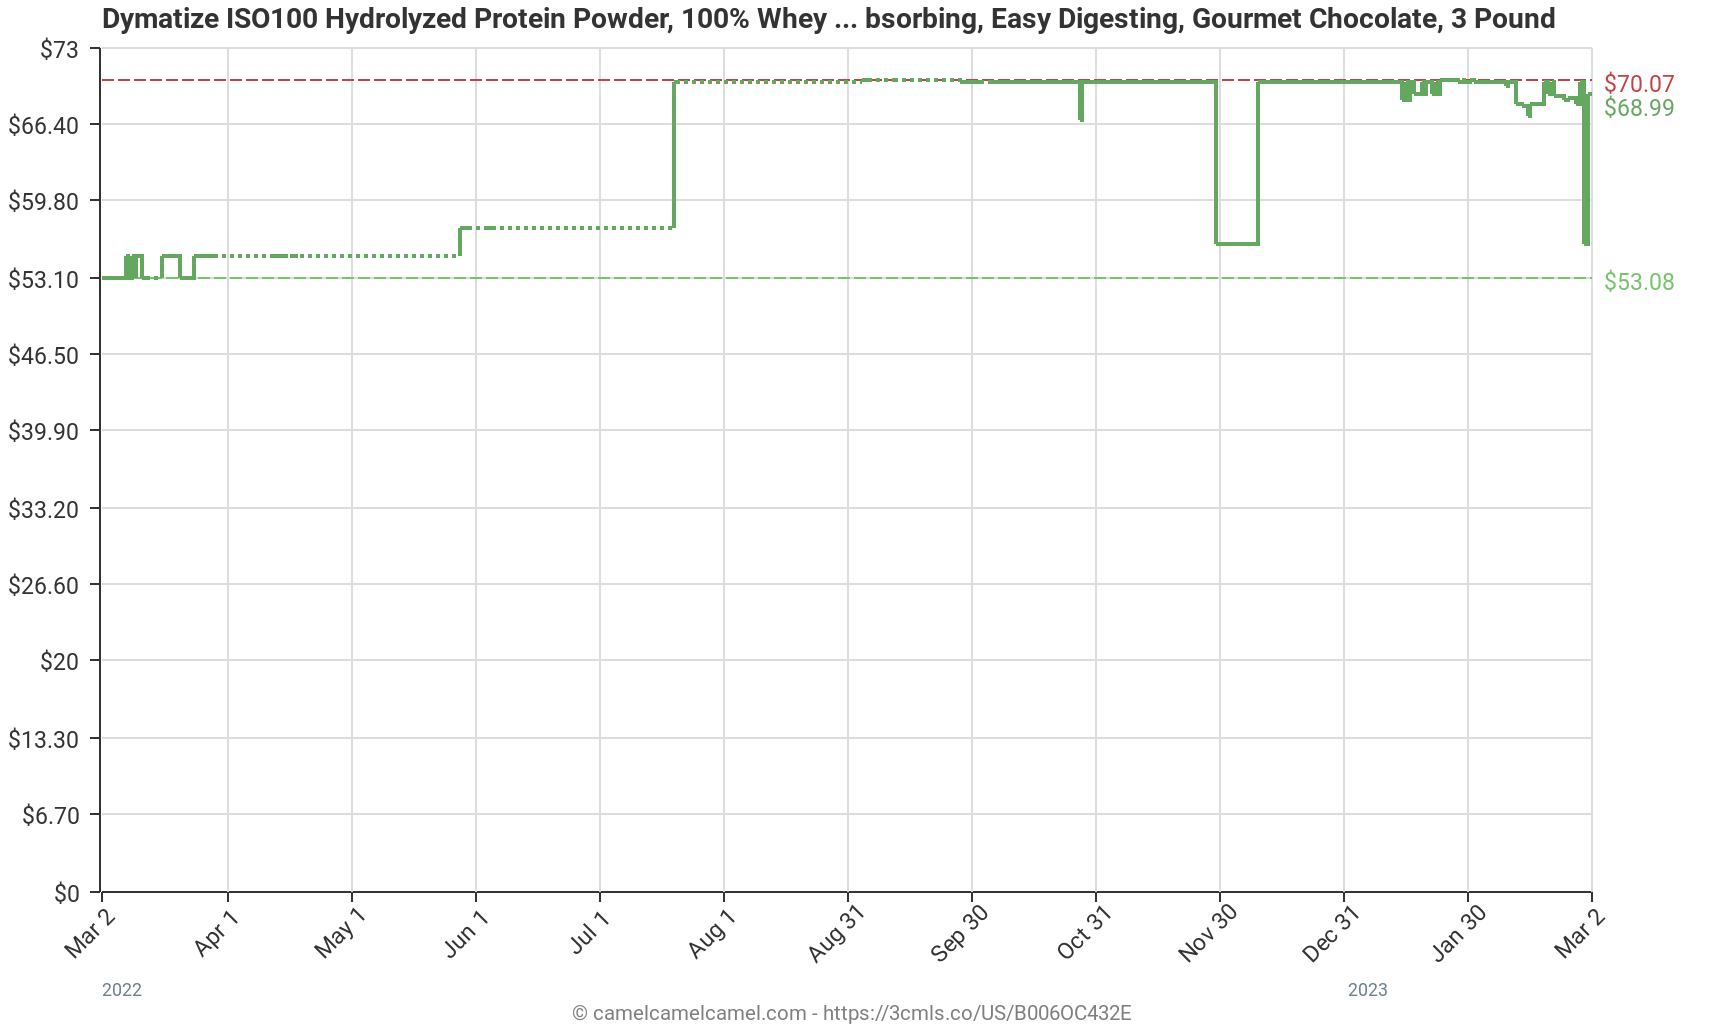 Dymatize ISO100 Hydrolyzed Protein Powder, 100% Whey ... bsorbing, Easy Digesting, Gourmet Chocolate, 3 Pound
$73
$70.07
$68.99
$66.40
$59.80
$53.10
$53.08
$46.50
$39.90
$33.20
$26.60
$20
$13.30
$6.70
$0
Mar 2
Apr 1
May 1
Jun 1
Jul 1
Aug 1
Aug 31
Sep 30
Oct 31
Nov 30
Dec 31
Jan 30
Mar 2
2022
2023
© camelcamelcamel.com - https://3cmls.co/US/B006OC432E